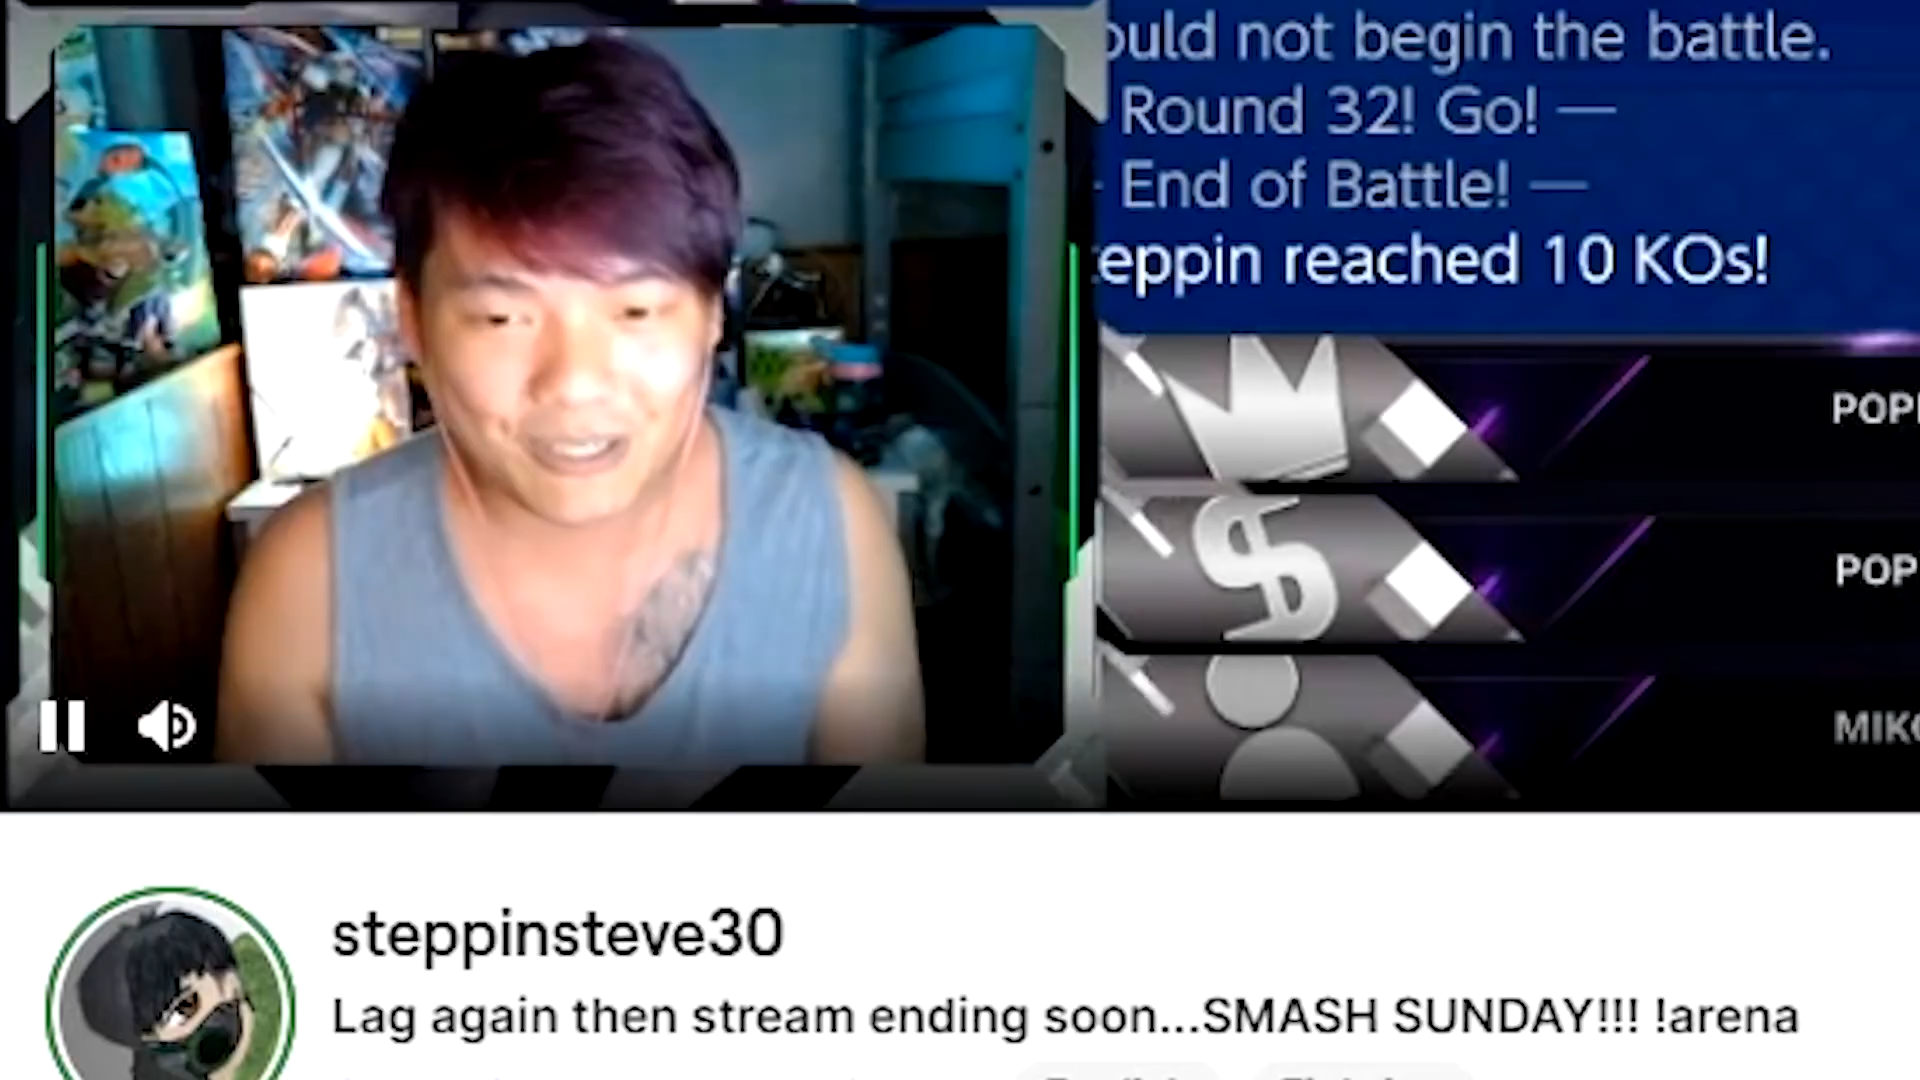 ould not begin the battle.
Round 32! Go! —
End of Battle! —
eppin reached 10 KOs!
POP
POP
MIK
steppinsteve30
Lag again then stream ending soon...SMASH SUNDAY!!! !arena